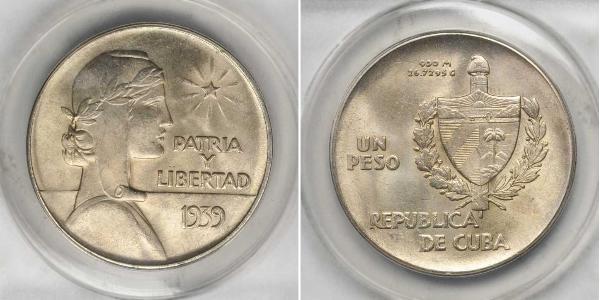 PATRIA
Y
LIBERTAD
1939
900 M
26.7295 G
UN
PESO
REPUBLICA
DE CUBA